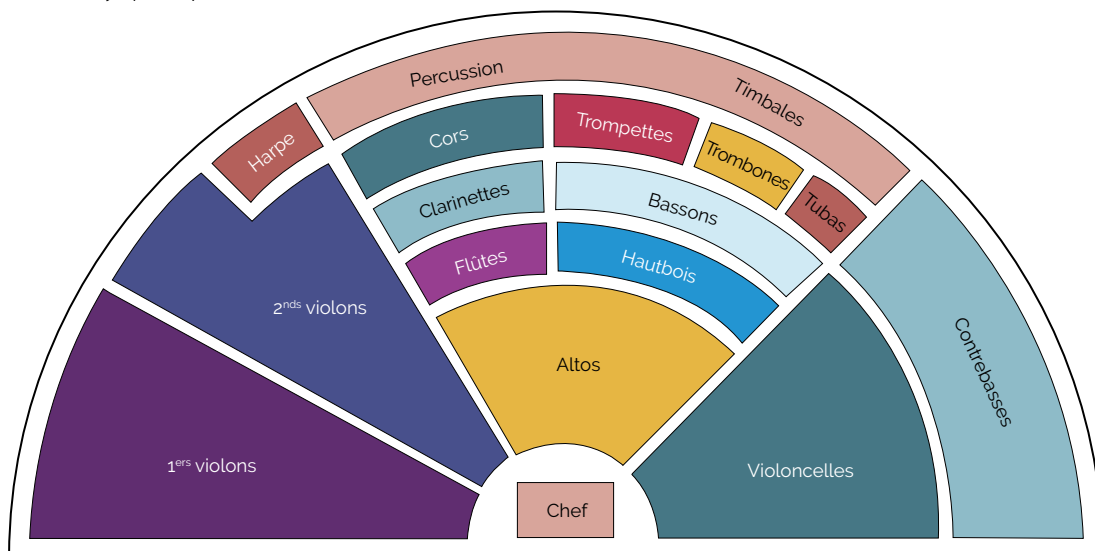 Percussion
Timbales
Harpe
Cors
Trompettes
Trombones
Tubas
Clarinettes
Bassons
Flûtes
Hautbois
2nds violons
Altos
Contrebasses
1ers violons
Violoncelles
Chef